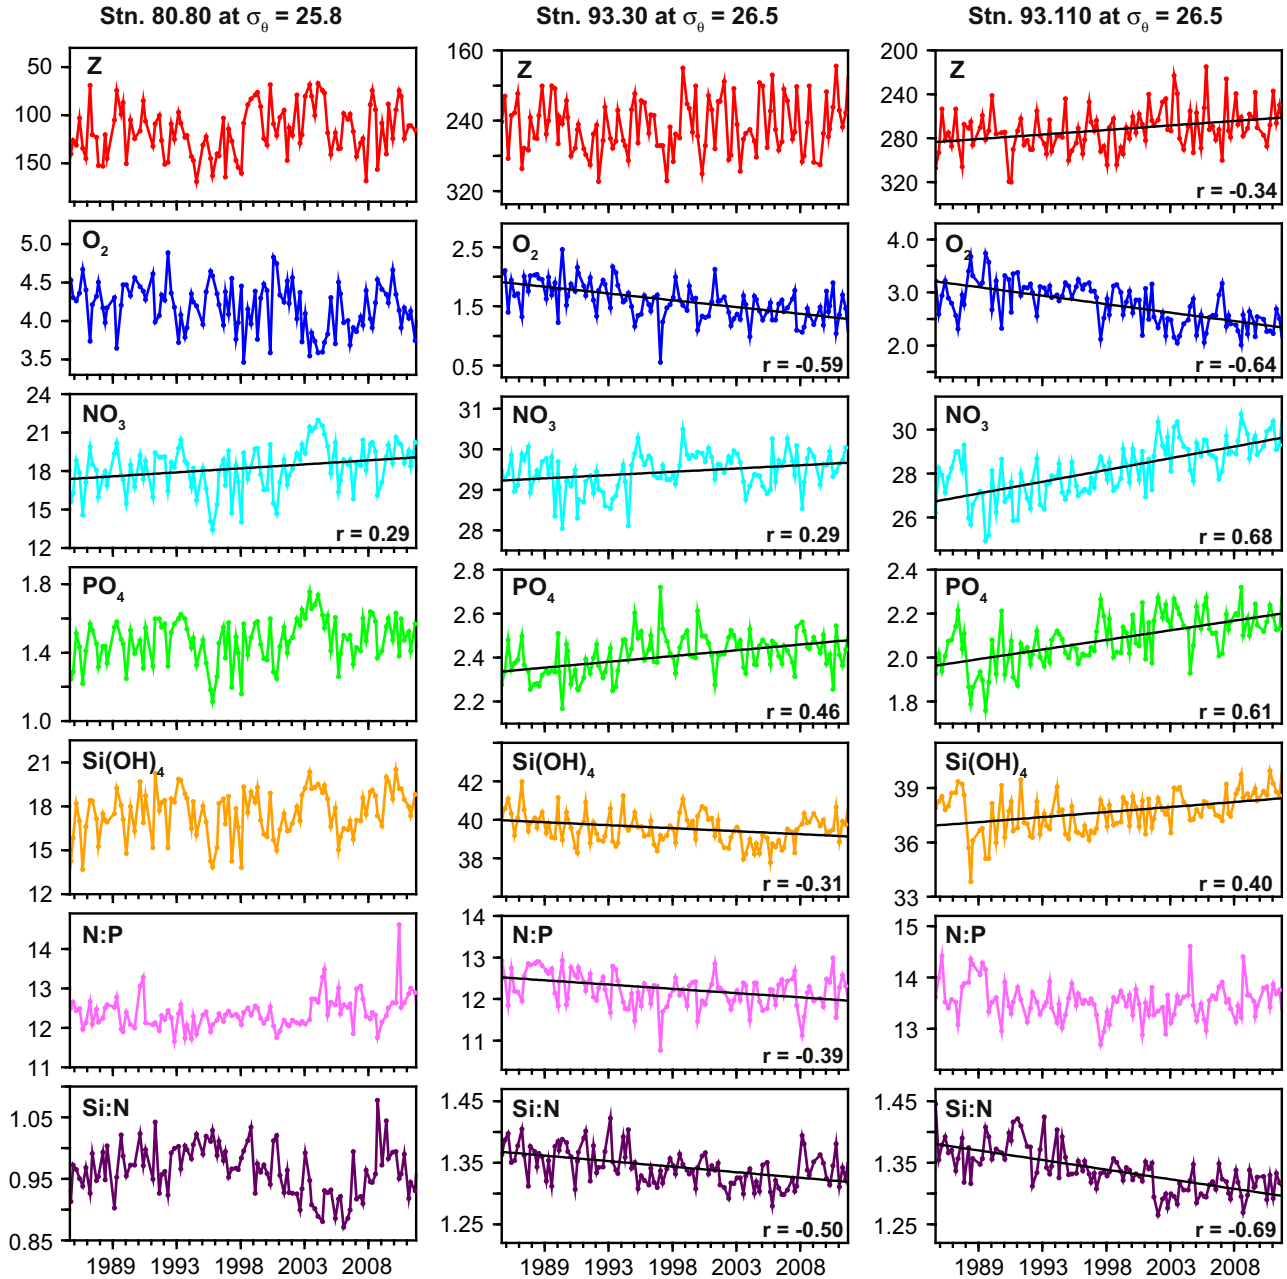 Stn. 80.80 at σθ = 25.8
Z
50
100
150
O2
5.0
4.5
4.0
3.5
NO3
24
21
18
15
12
r = 0.29
PO4
1.8
1.4
1.0
Si(OH)4
21
18
15
12
N:P
14
13
12
11
Si:N
1.05
0.95
0.85
1989 1993 1998 2003 2008
Stn. 93.30 at σθ = 26.5
Z
160
240
320
O2
2.5
1.5
0.5
r = -0.59
NO3
31
30
29
28
r = 0.29
PO4
2.8
2.6
2.4
2.2
r = 0.46
Si(OH)4
42
40
38
r = -0.31
N:P
14
13
12
11
r = -0.39
Si:N
1.45
1.35
1.25
r = -0.50
1989 1993 1998 2003 2008
Stn. 93.110 at σθ = 26.5
Z
200
240
280
320
r = -0.34
O2
4.0
3.0
2.0
r = -0.64
NO3
30
28
26
r = 0.68
PO4
2.4
2.2
2.0
1.8
r = 0.61
Si(OH)4
39
36
33
r = 0.40
N:P
15
14
13
Si:N
1.45
1.35
1.25
r = -0.69
1989 1993 1998 2003 2008